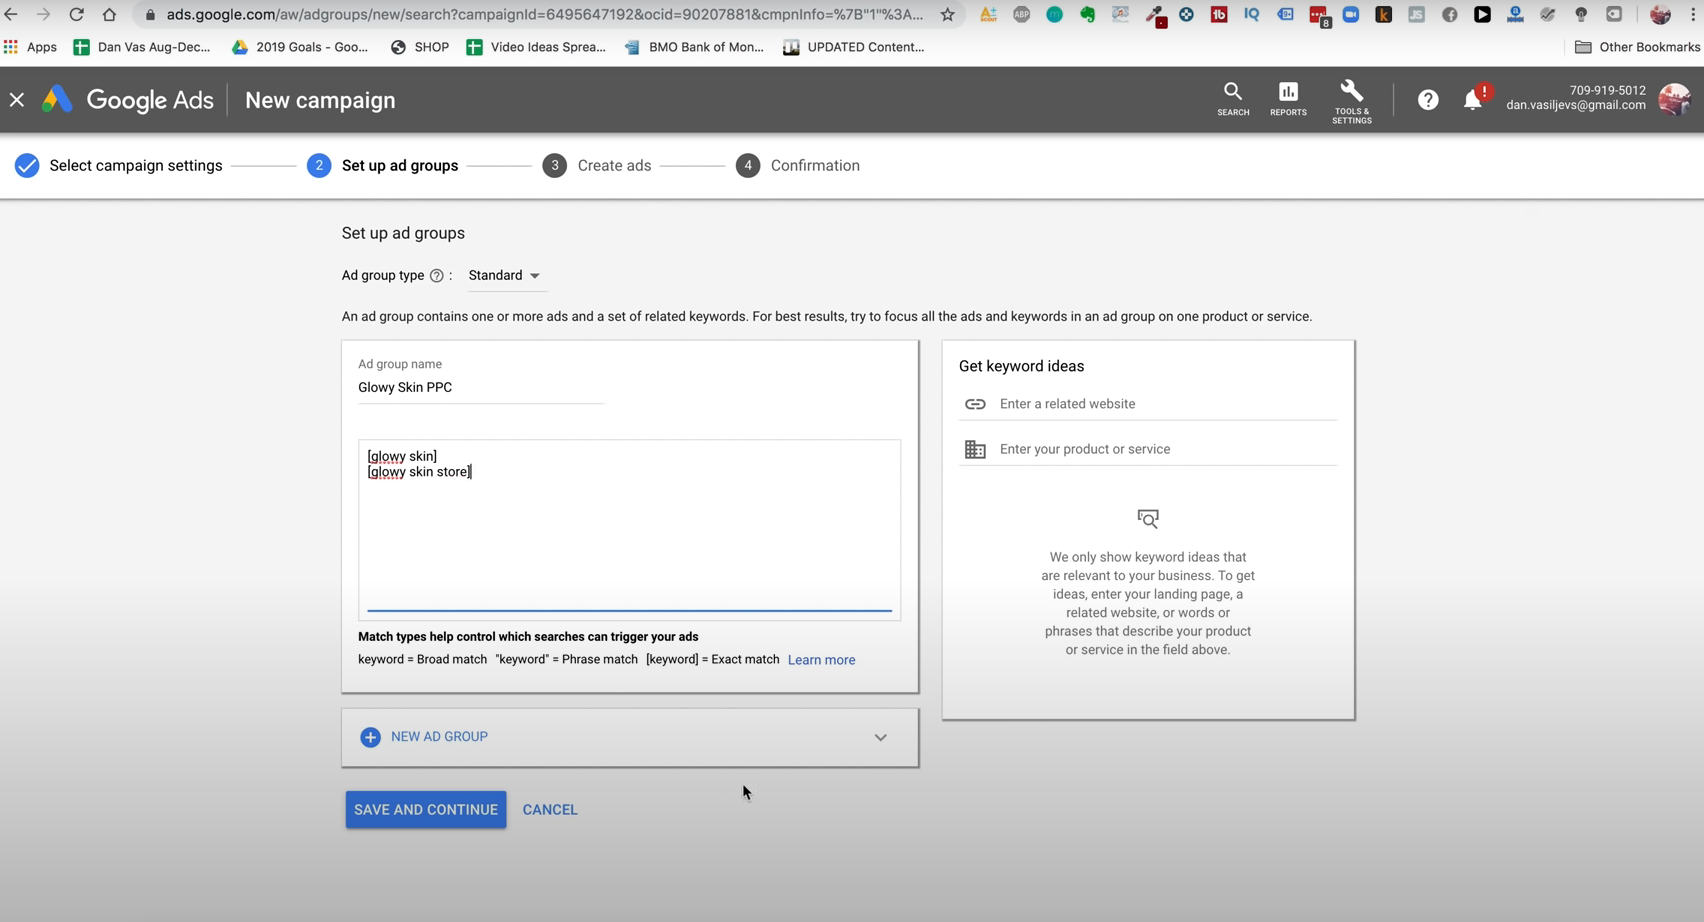 ads.google.com/aw/adgroups/new/search?campaignId=6495647192&ocid=90207881&cmpnInfo=%7B"1"%3A...
Apps Dan Vas Aug-Dec... 2019 Goals - Goo... SHOP Video Ideas Sprea... BMO Bank of Mon... UPDATED Content... Other Bookmarks
Google Ads New campaign
SEARCH REPORTS TOOLS & SETTINGS
709-919-5012
dan.vasiljevs@gmail.com
Select campaign settings 2 Set up ad groups 3 Create ads 4 Confirmation
Set up ad groups
Ad group type ? : Standard
An ad group contains one or more ads and a set of related keywords. For best results, try to focus all the ads and keywords in an ad group on one product or service.
Ad group name
Glowy Skin PPC
[glowy skin]
[glowy skin store]
Match types help control which searches can trigger your ads
keyword = Broad match "keyword" = Phrase match [keyword] = Exact match Learn more
NEW AD GROUP
SAVE AND CONTINUE CANCEL
Get keyword ideas
Enter a related website
Enter your product or service
We only show keyword ideas that
are relevant to your business. To get
ideas, enter your landing page, a
related website, or words or
phrases that describe your product
or service in the field above.